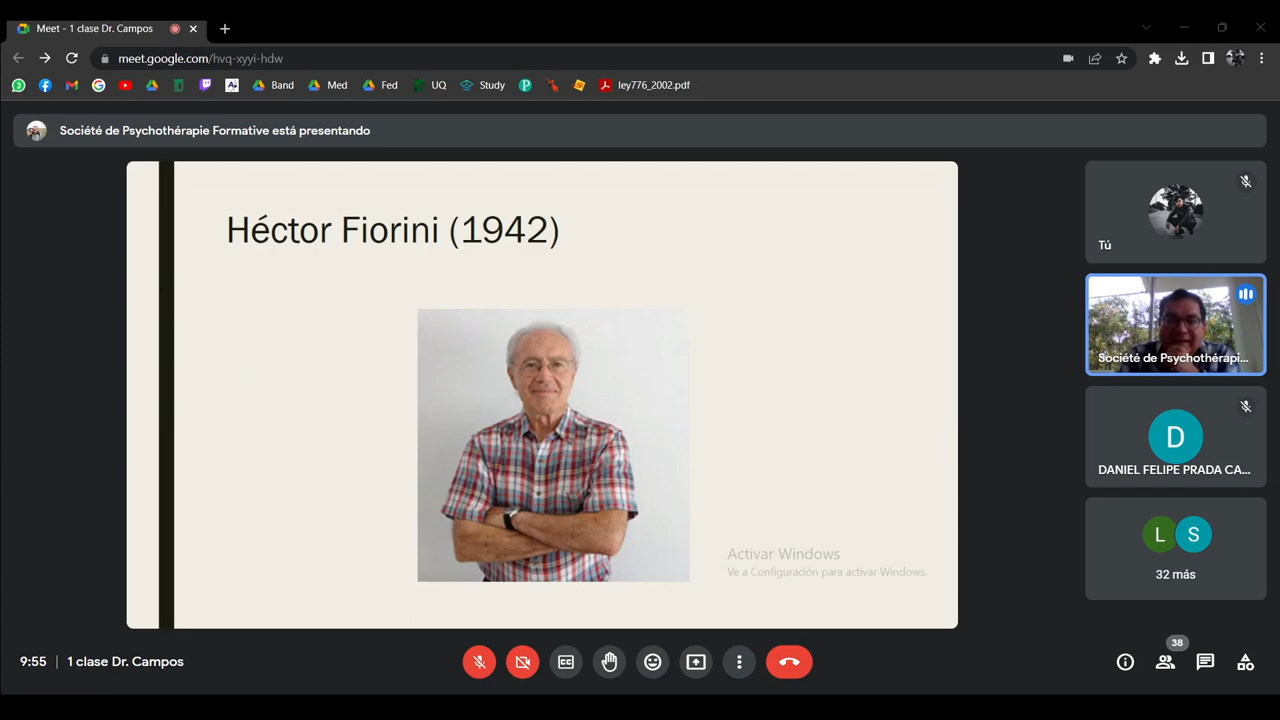 Meet - 1 clase Dr. Campos
meet.google.com/hvq-xyyi-hdw
3
Band
Med
Fed
UQ
Study
ley776_2002.pdf
Société de Psychothérapie Formative está presentando
Héctor Fiorini (1942)
Activar Windows
Ve a Configuración para activar Windows.
Tú
Société de Psychothérapi...
D
DANIEL FELIPE PRADA CA...
L
S
32 más
9:55
1 clase Dr. Campos
38